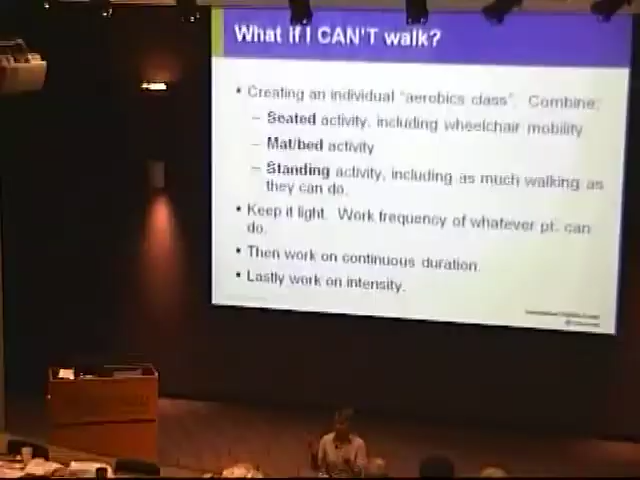 What if I CAN'T walk?
• Creating an individual "aerobics class". Combine:
– Seated activity, including wheelchair mobility
– Mat/bed activity
– Standing activity, including as much walking as
they can do.
• Keep it light. Work frequency of whatever pt. can
do.
• Then work on continuous duration.
• Lastly work on intensity.